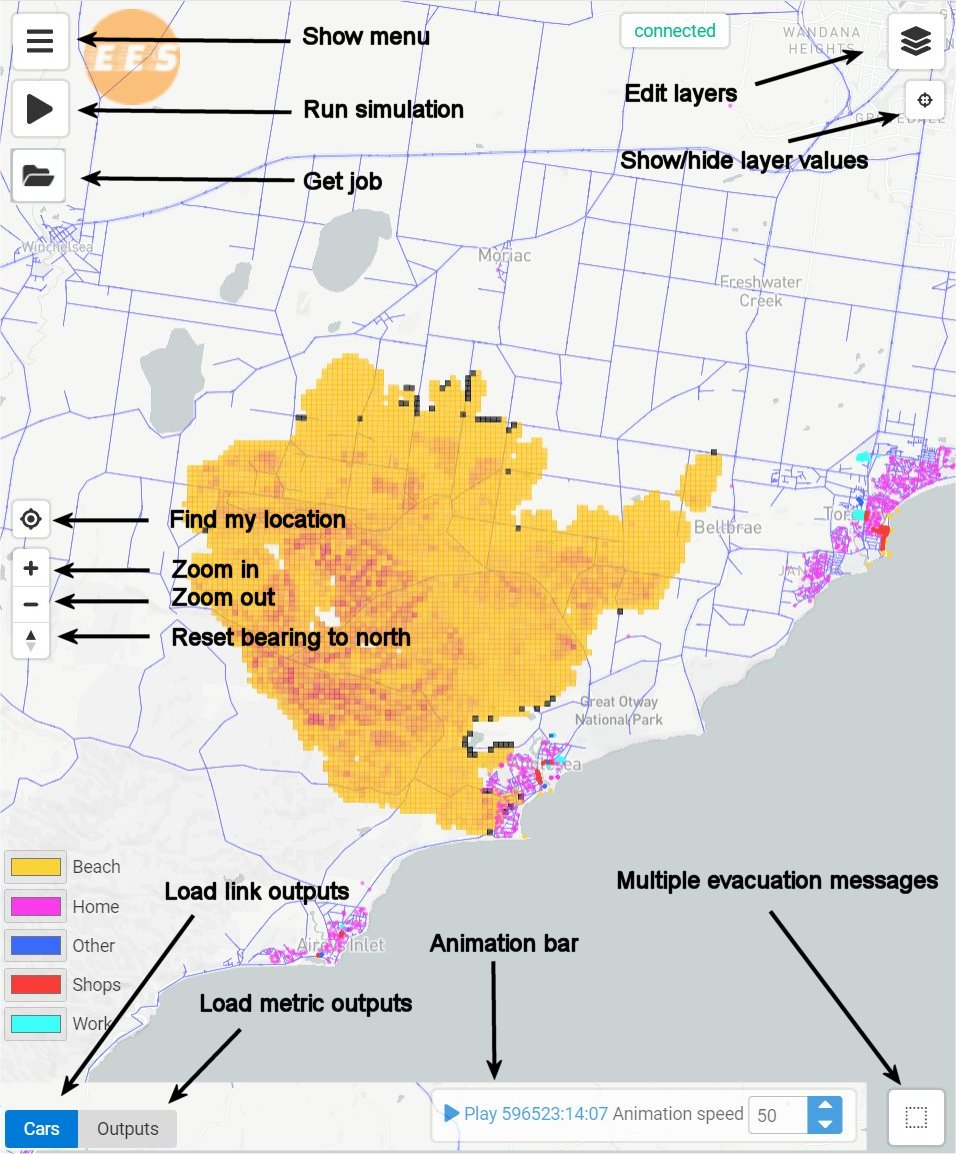 Show menu
EES
connected
WANDANA
HEIGHTS
Edit layers
Run simulation
Show/hide layer values
Get job
Winchelsea
Moriac
Freshwater
Creek
Find my location
Bellbrae
Zoom in
Zoom out
Reset bearing to north
Great Otway
National Park
Beach
Home
Other
Shops
Work
Load link outputs
Multiple evacuation messages
Animation bar
Aireys Inlet
Load metric outputs
Cars
Outputs
Play 596523:14:07 Animation speed 50